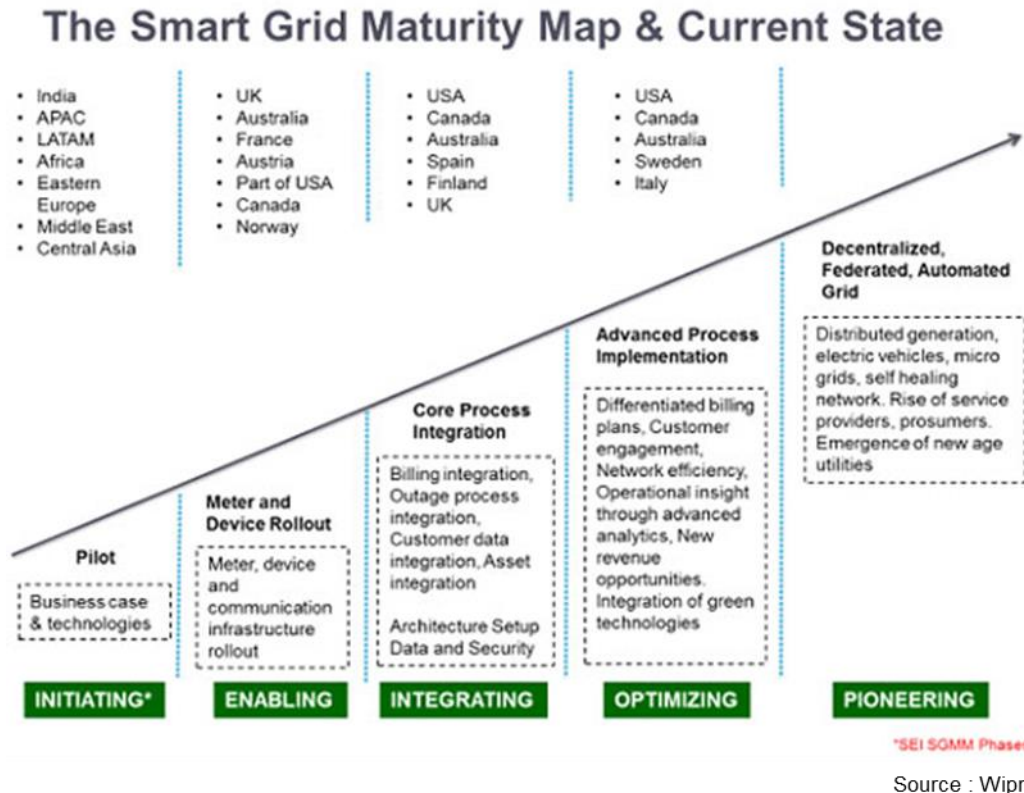 The Smart Grid Maturity Map & Current State
• India
• APAC
• LATAM
• Africa
• Eastern
Europe
• Middle East
• Central Asia
• UK
• Australia
• France
• Austria
• Part of USA
• Canada
• Norway
• USA
• Canada
• Australia
• Spain
• Finland
• UK
• USA
• Canada
• Australia
• Sweden
• Italy
Pilot
Business case
& technologies
INITIATING*
Meter and
Device Rollout
Meter, device
and
communication
infrastructure
rollout
ENABLING
Core Process
Integration
Billing integration,
Outage process
integration,
Customer data
integration, Asset
integration
Architecture Setup
Data and Security
INTEGRATING
Advanced Process
Implementation
Differentiated billing
plans, Customer
engagement,
Network efficiency,
Operational insight
through advanced
analytics, New
revenue
opportunities.
Integration of green
technologies
OPTIMIZING
Decentralized,
Federated, Automated
Grid
Distributed generation,
electric vehicles, micro
grids, self healing
network. Rise of service
providers, prosumers.
Emergence of new age
utilities
PIONEERING
*SEI SGMM Phase
Source : Wipr